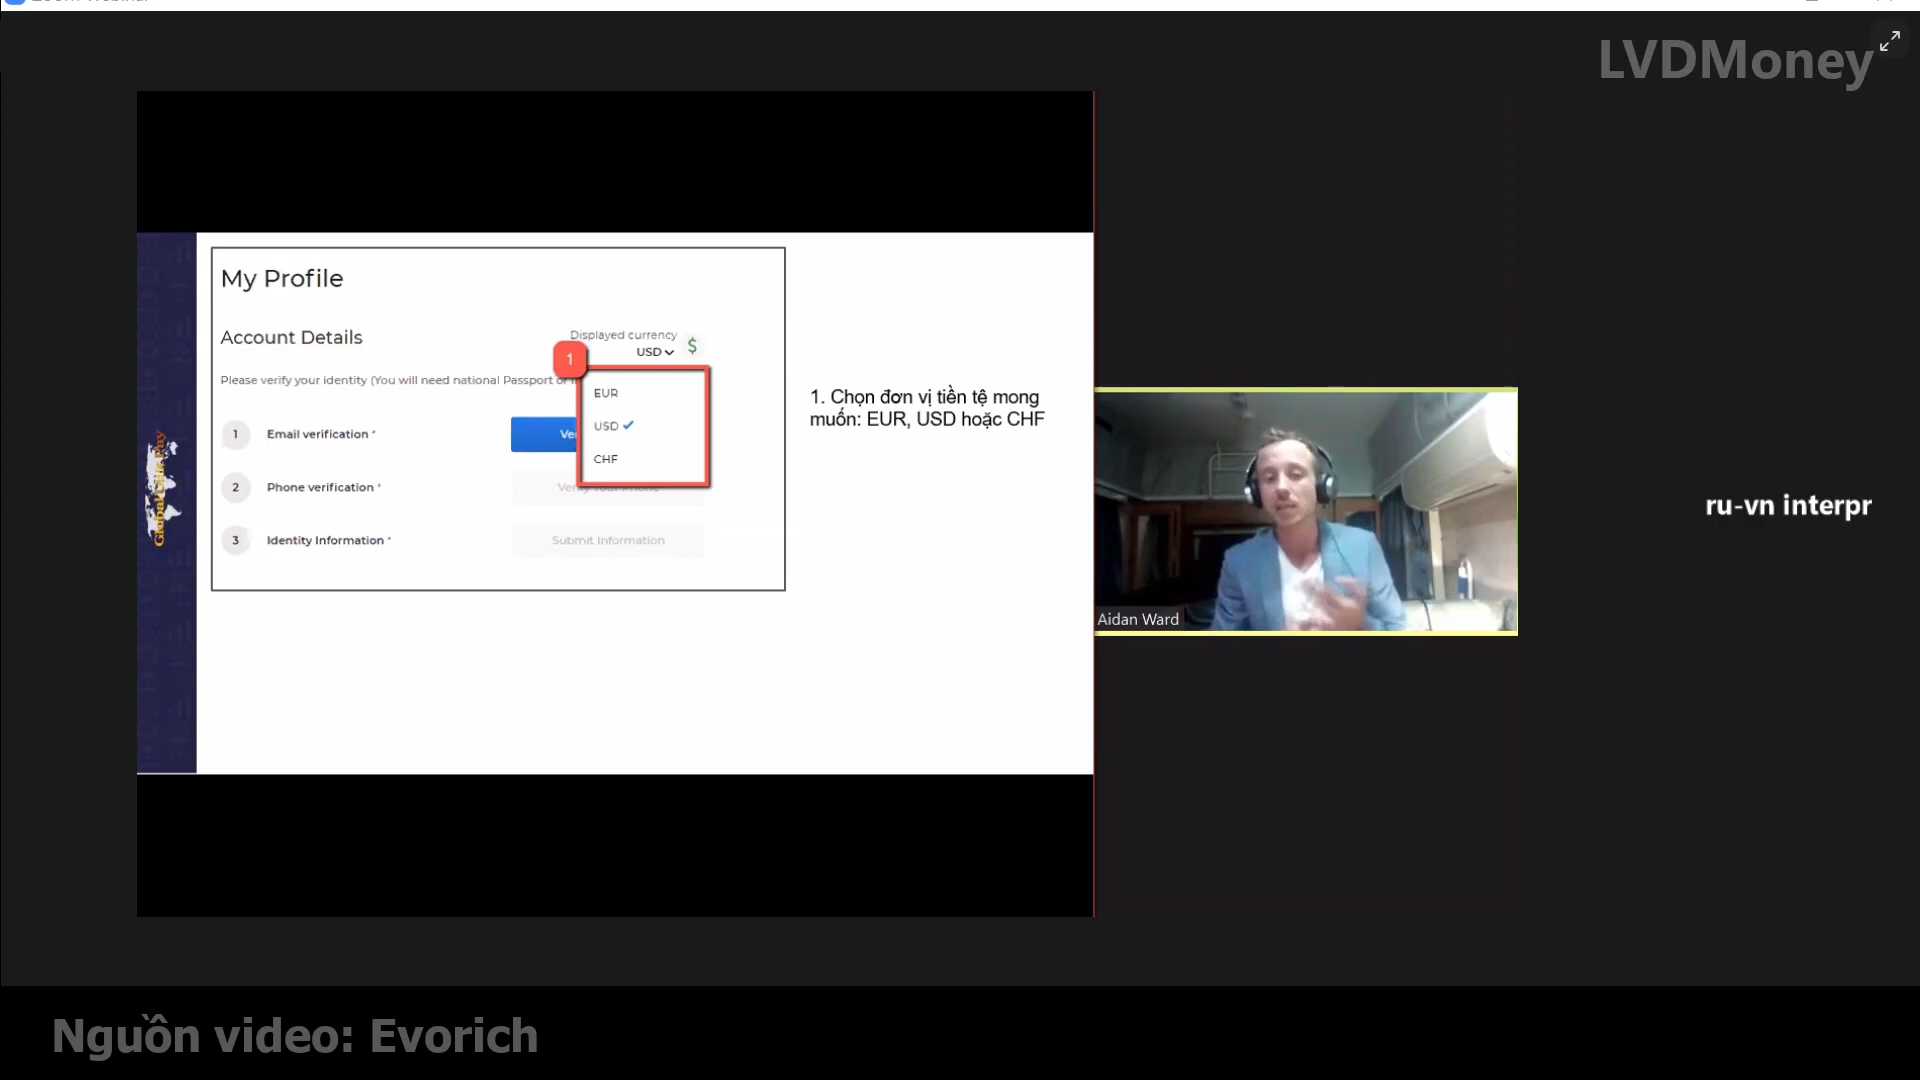 LVDMoney
My Profile
Account Details
Displayed currency
USD
$
1
Please verify your identity (You will need national Passport or
EUR
USD
CHF
1 Email verification *
2 Phone verification *
3 Identity Information *
Submit Information
1. Chọn đơn vị tiền tệ mong
muốn: EUR, USD hoặc CHF
Aidan Ward
ru-vn interpr
Nguồn video: Evorich